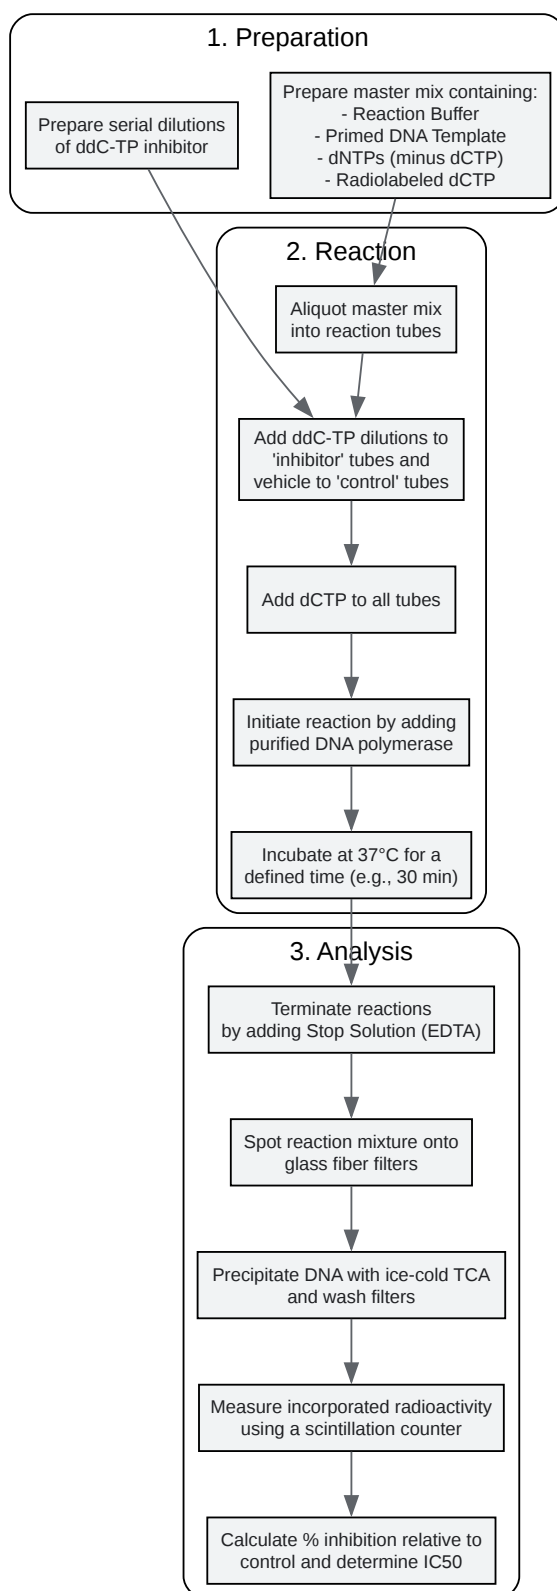 1. Preparation
Prepare serial dilutions
of ddC-TP inhibitor
Prepare master mix containing:
- Reaction Buffer
- Primed DNA Template
- dNTPs (minus dCTP)
- Radiolabeled dCTP
2. Reaction
Aliquot master mix
into reaction tubes
Add ddC-TP dilutions to
'inhibitor' tubes and
vehicle to 'control' tubes
Add dCTP to all tubes
Initiate reaction by adding
purified DNA polymerase
Incubate at 37°C for a
defined time (e.g., 30 min)
3. Analysis
Terminate reactions
by adding Stop Solution (EDTA)
Spot reaction mixture onto
glass fiber filters
Precipitate DNA with ice-cold TCA
and wash filters
Measure incorporated radioactivity
using a scintillation counter
Calculate % inhibition relative to
control and determine IC50